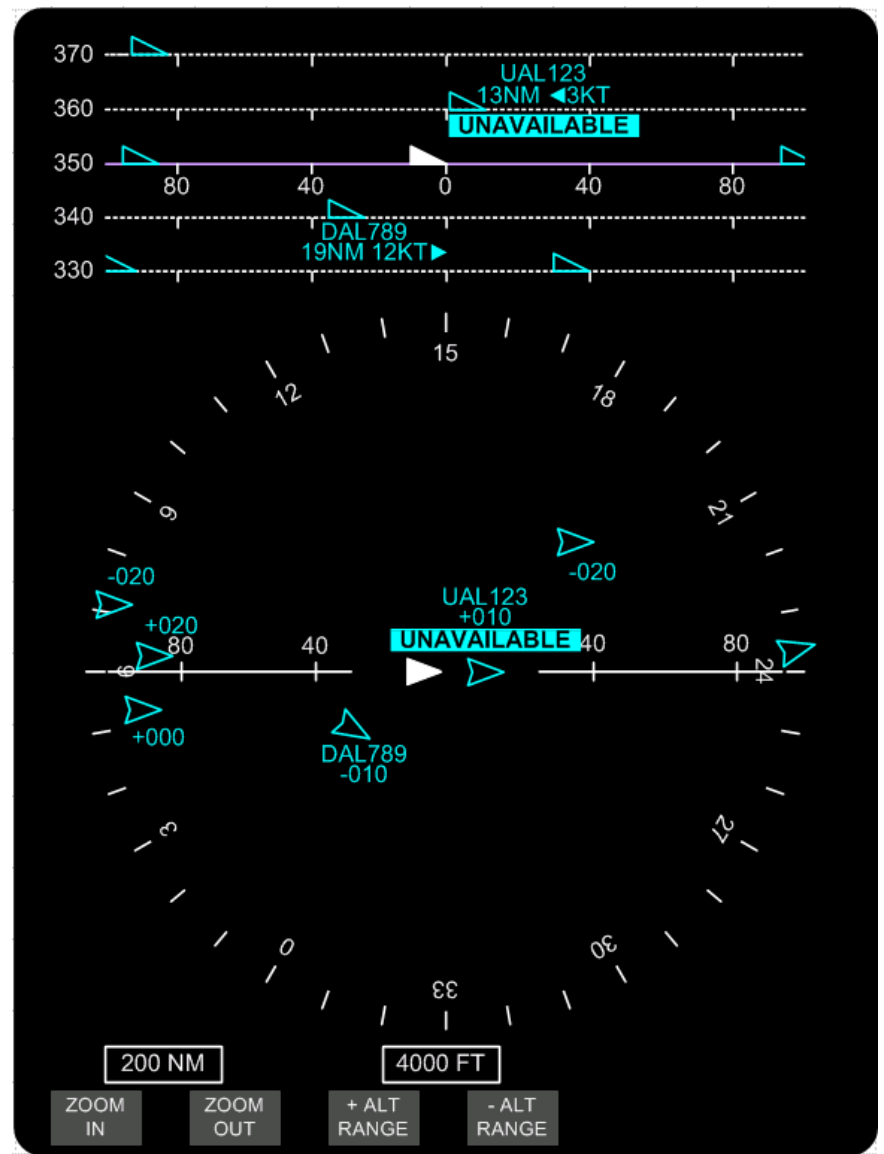 370
UAL123
360 13NM ◀3KT
UNAVAILABLE
350
80 40 0 40 80
340
DAL789
19NM 12KT▶
330
15
12 18
9 21
-020 -020
UAL123
+020 +010
80 40 UNAVAILABLE 40 80
6 24
+000
DAL789
-010
3 27
0 30
33
200 NM 4000 FT
ZOOM ZOOM + ALT - ALT
IN OUT RANGE RANGE